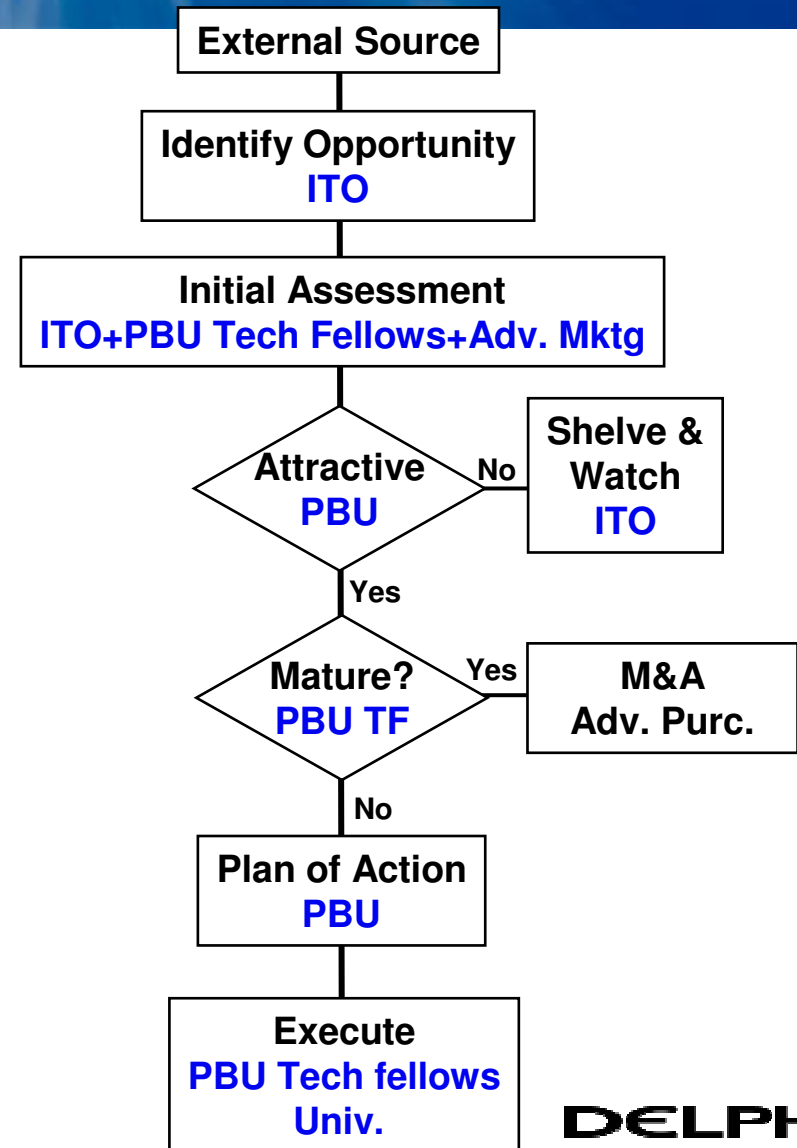 External Source
Identify Opportunity
ITO
Initial Assessment
ITO+PBU Tech Fellows+Adv. Mktg
Attractive
PBU
No
Shelve &
Watch
ITO
Yes
Mature?
PBU TF
Yes
M&A
Adv. Purc.
No
Plan of Action
PBU
Execute
PBU Tech fellows
Univ.
DELPH